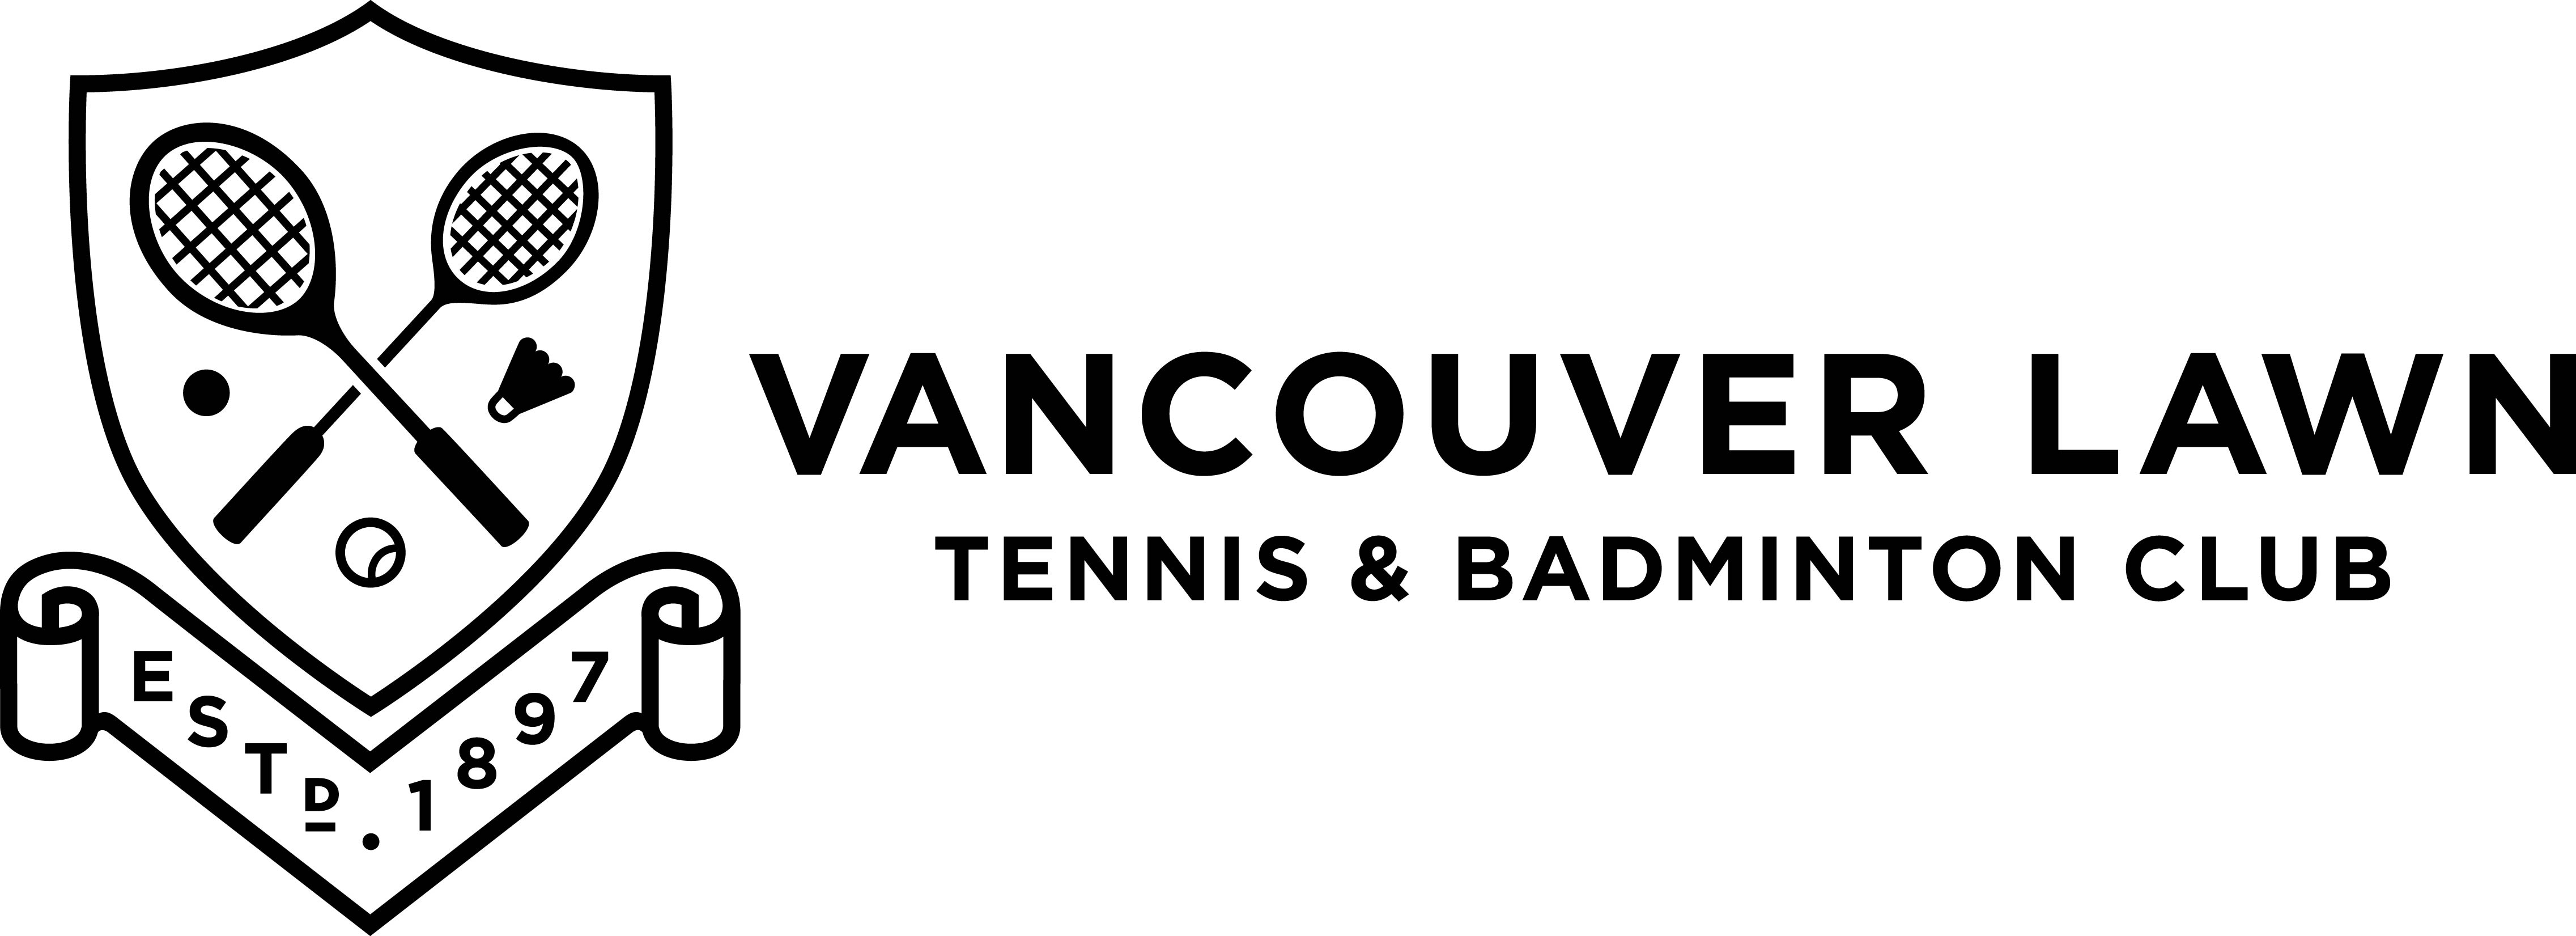 VANCOUVER LAWN
TENNIS & BADMINTON CLUB
ESTD. 1897